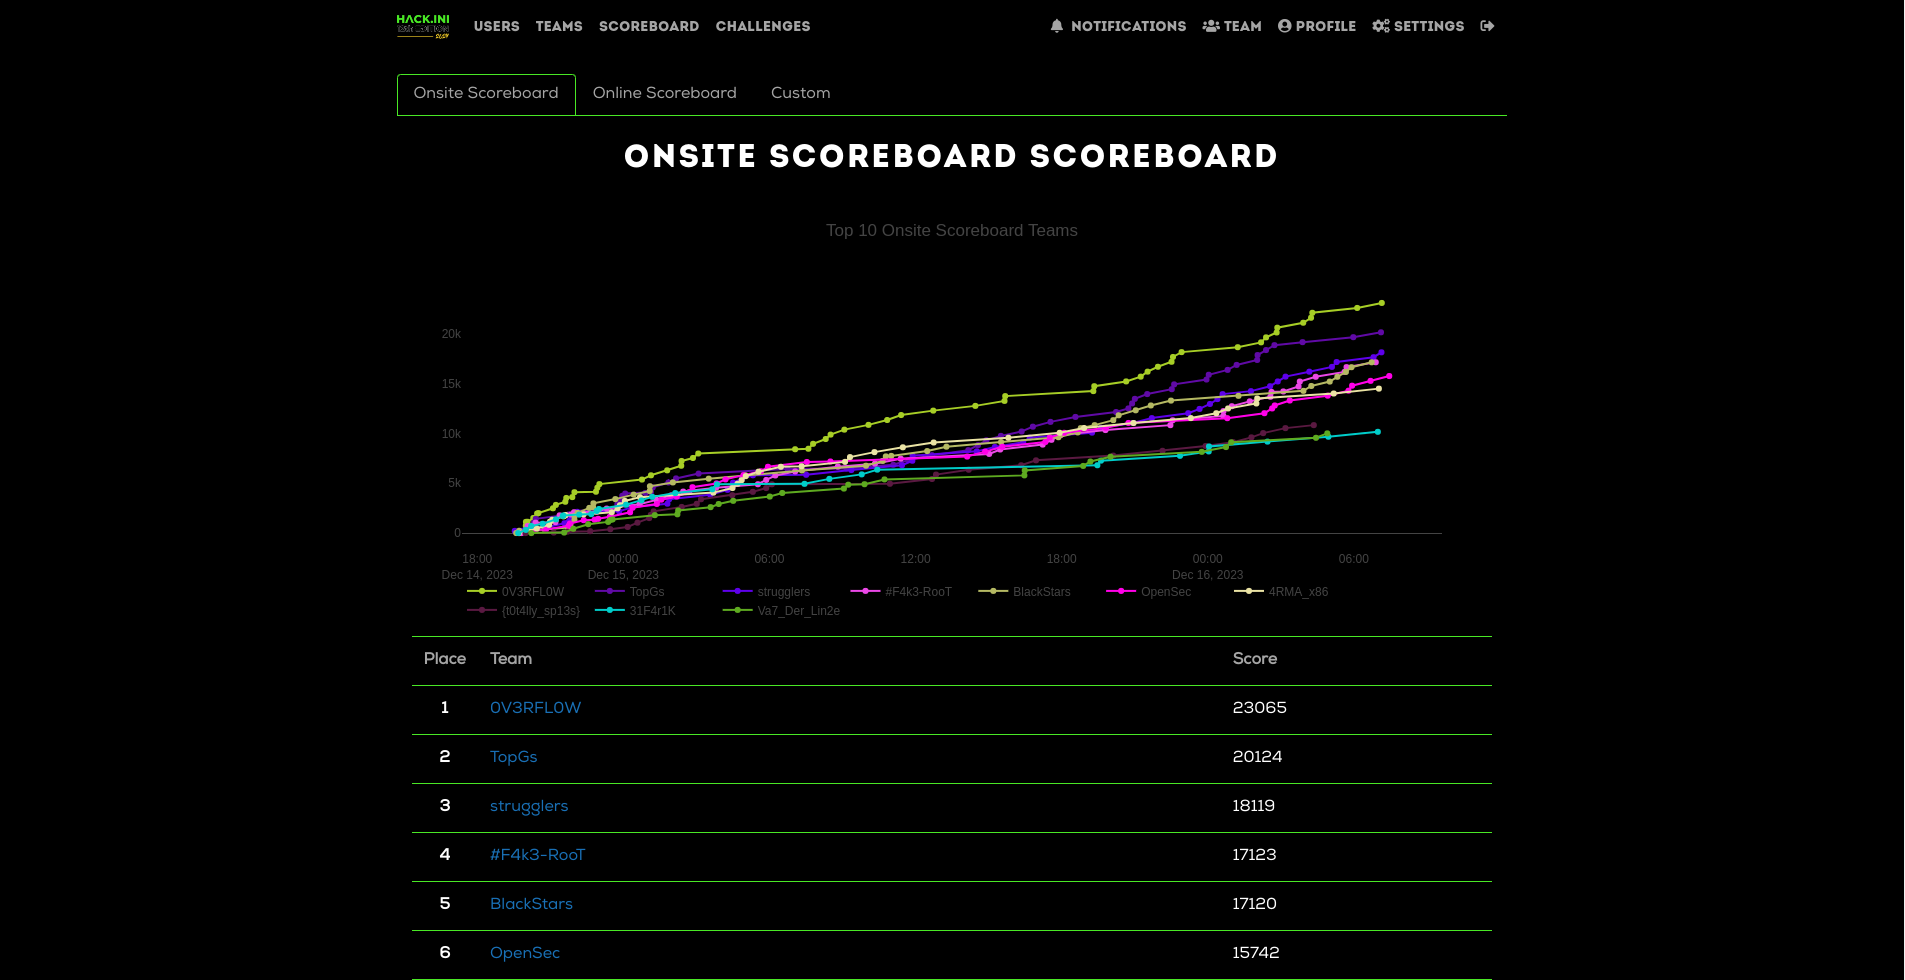 HACK.INI
USERS TEAMS SCOREBOARD CHALLENGES NOTIFICATIONS TEAM PROFILE SETTINGS
Onsite Scoreboard Online Scoreboard Custom
ONSITE SCOREBOARD SCOREBOARD
Top 10 Onsite Scoreboard Teams
20k
15k
10k
5k
0
18:00 00:00 06:00 12:00 18:00 00:00 06:00
Dec 14, 2023 Dec 15, 2023 Dec 16, 2023
0V3RFL0W TopGs strugglers #F4k3-RooT BlackStars OpenSec 4RMA_x86
{t0t4lly_sp13s} 31F4r1K Va7_Der_Lin2e
Place Team Score
1 0V3RFL0W 23065
2 TopGs 20124
3 strugglers 18119
4 #F4k3-RooT 17123
5 BlackStars 17120
6 OpenSec 15742